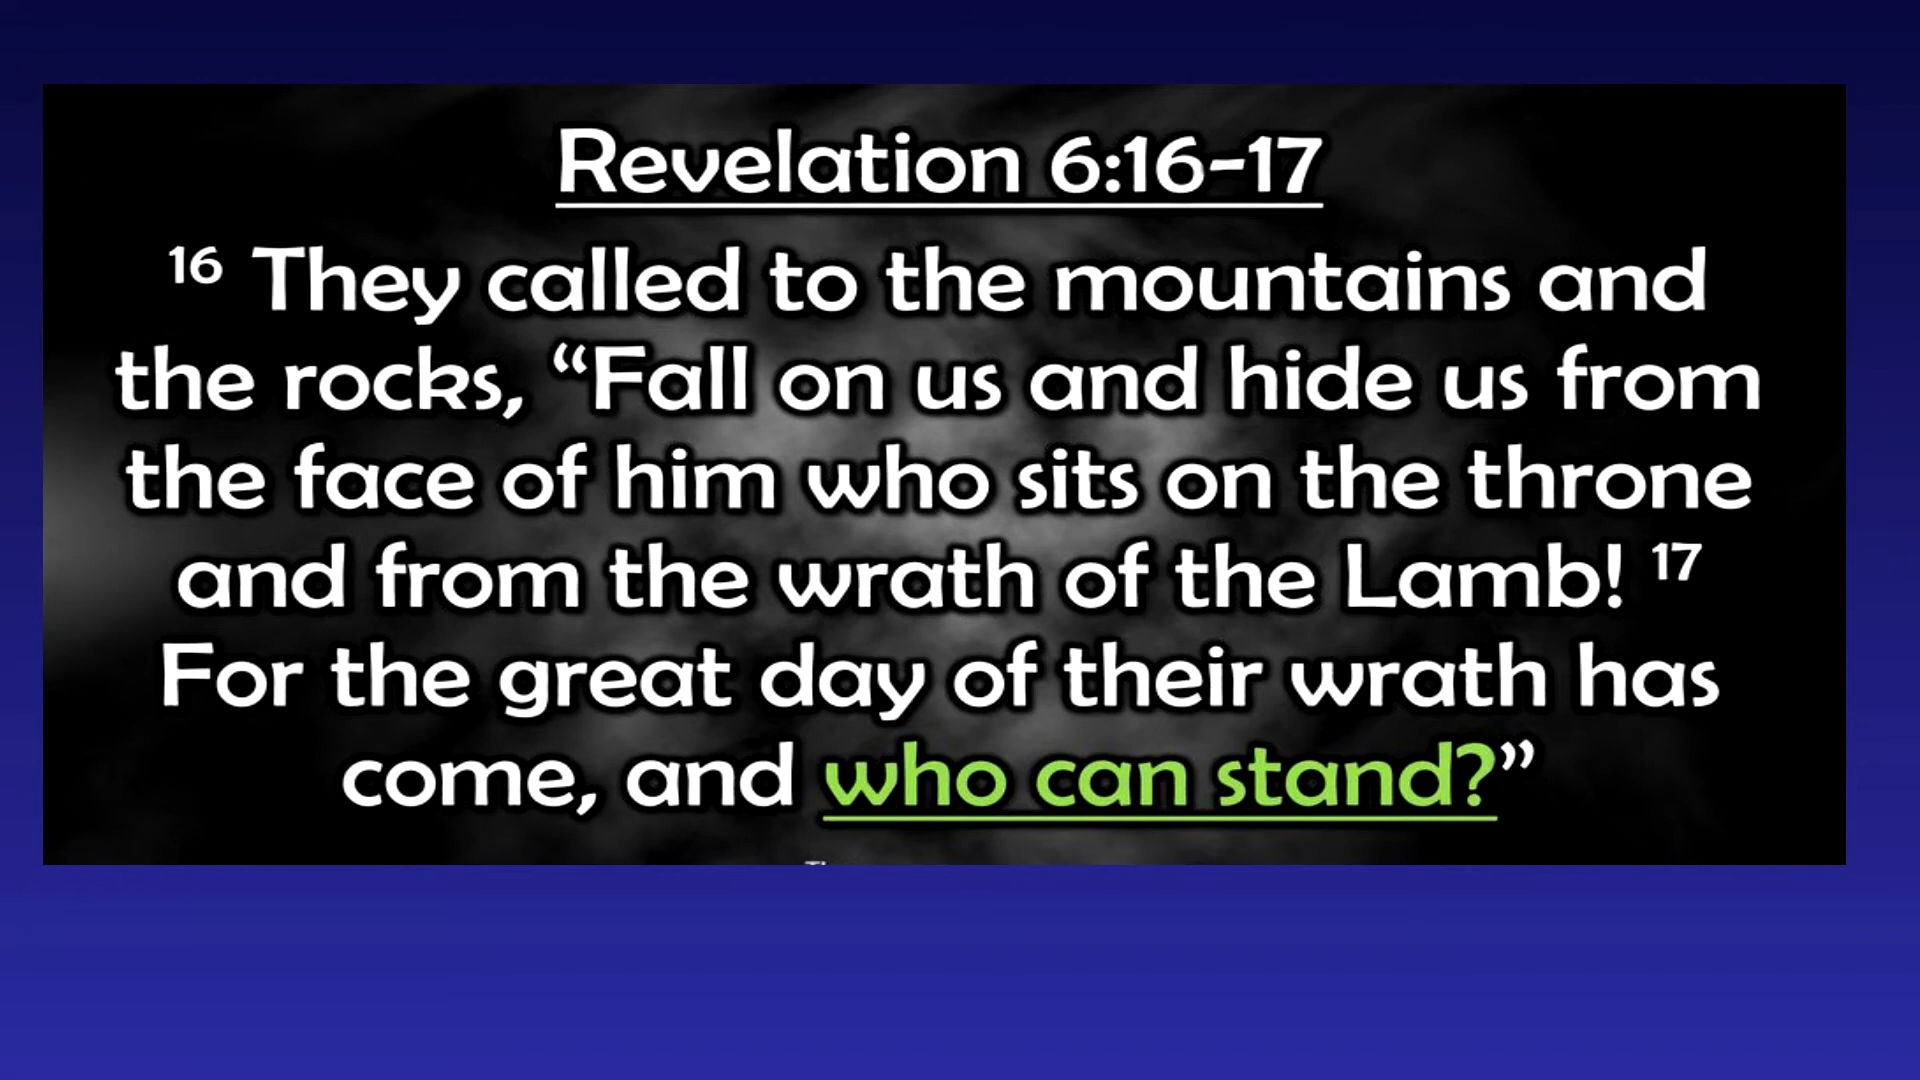 Revelation 6:16-17
16 They called to the mountains and
the rocks, “Fall on us and hide us from
the face of him who sits on the throne
and from the wrath of the Lamb! 17
For the great day of their wrath has
come, and who can stand?”